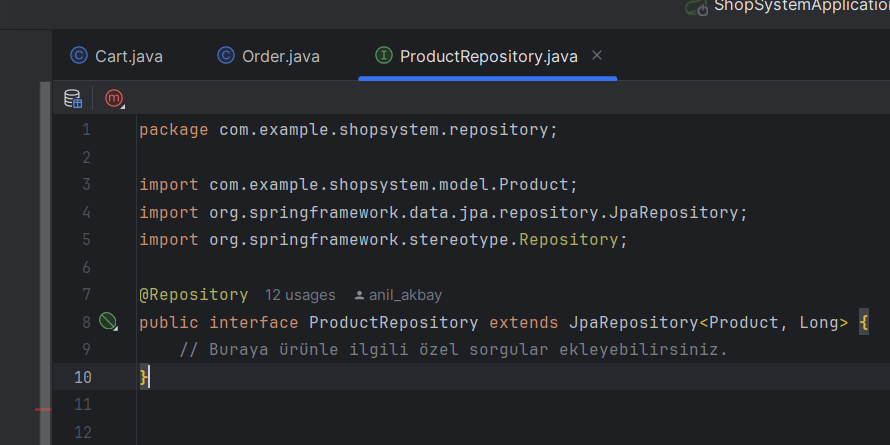 ShopSystemApplication
Cart.java Order.java ProductRepository.java
1 package com.example.shopsystem.repository;
2
3 import com.example.shopsystem.model.Product;
4 import org.springframework.data.jpa.repository.JpaRepository;
5 import org.springframework.stereotype.Repository;
6
7 @Repository 12 usages anil_akbay
8 public interface ProductRepository extends JpaRepository<Product, Long> {
9 // Buraya ürünle ilgili özel sorgular ekleyebilirsiniz.
10 }
11
12